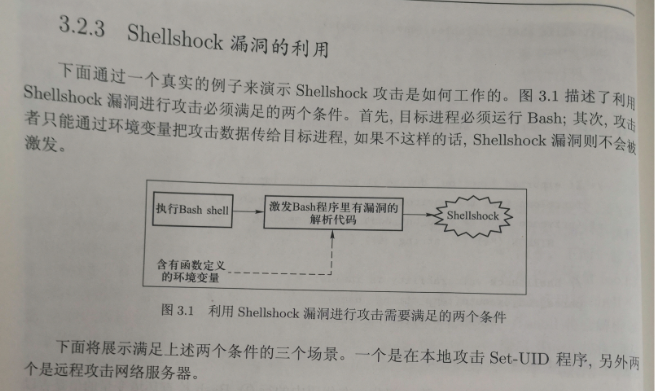 3.2.3 Shellshock 漏洞的利用
下面通过一个真实的例子来演示 Shellshock 攻击是如何工作的。图 3.1 描述了利用
Shellshock 漏洞进行攻击必须满足的两个条件。首先, 目标进程必须运行 Bash; 其次, 攻击
者只能通过环境变量把攻击数据传给目标进程, 如果不这样的话, Shellshock 漏洞则不会被
激发。
执行Bash shell
激发Bash程序里有漏洞的
解析代码
Shellshock
含有函数定义
的环境变量
图 3.1 利用 Shellshock 漏洞进行攻击需要满足的两个条件
下面将展示满足上述两个条件的三个场景。一个是在本地攻击 Set-UID 程序, 另外两
个是远程攻击网络服务器。